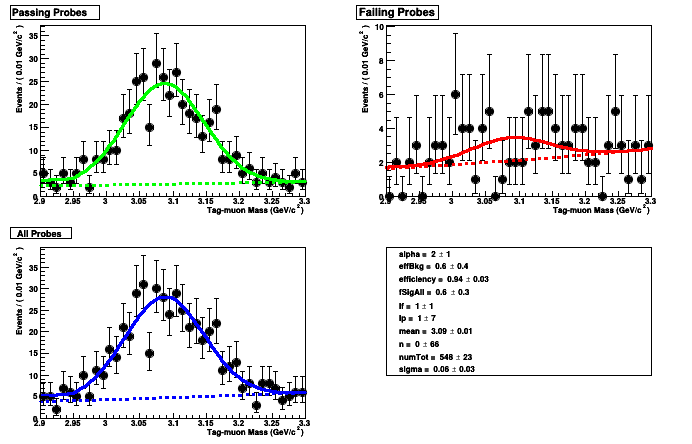 Passing Probes
Events / ( 0.01 GeV/c² )
35
30
25
20
15
10
5
0
2.9 2.95 3 3.05 3.1 3.15 3.2 3.25 3.3
Tag-muon Mass (GeV/c²)
Failing Probes
Events / ( 0.01 GeV/c² )
10
8
6
4
2
0
2.9 2.95 3 3.05 3.1 3.15 3.2 3.25 3.3
Tag-muon Mass (GeV/c²)
All Probes
Events / ( 0.01 GeV/c² )
35
30
25
20
15
10
5
0
2.9 2.95 3 3.05 3.1 3.15 3.2 3.25 3.3
Tag-muon Mass (GeV/c²)
alpha = 2 ± 1
effBkg = 0.6 ± 0.4
efficiency = 0.94 ± 0.03
fSigAll = 0.6 ± 0.3
lf = 1 ± 1
lp = 1 ± 7
mean = 3.09 ± 0.01
n = 0 ± 66
numTot = 548 ± 23
sigma = 0.06 ± 0.03